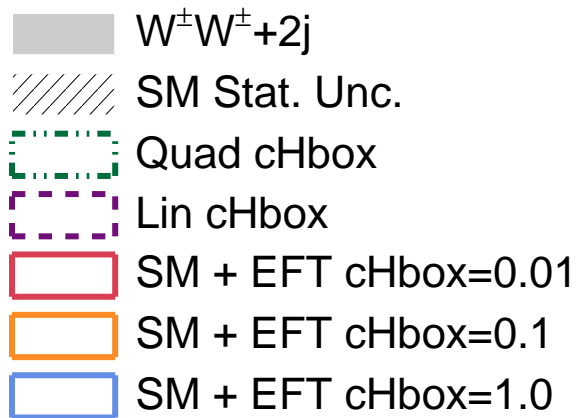 W±W±+2j
SM Stat. Unc.
Quad cHbox
Lin cHbox
SM + EFT cHbox=0.01
SM + EFT cHbox=0.1
SM + EFT cHbox=1.0